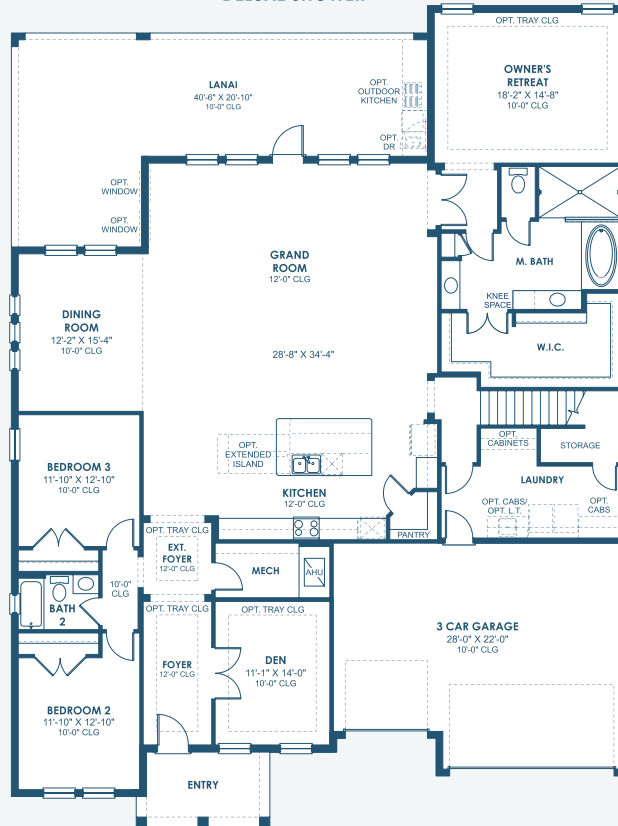 OPT. TRAY CLG
OWNER'S
RETREAT
18'-2" X 14'-8"
10'-0" CLG
LANAI
40'-6" X 20'-10"
10'-0" CLG
OPT.
OUTDOOR
KITCHEN
OPT.
DR
OPT.
WINDOW
OPT.
WINDOW
GRAND
ROOM
12'-0" CLG
28'-8" X 34'-4"
M. BATH
KNEE
SPACE
W.I.C.
DINING
ROOM
12'-2" X 15'-4"
10'-0" CLG
OPT.
EXTENDED
ISLAND
KITCHEN
12'-0" CLG
PANTRY
OPT.
CABINETS
STORAGE
LAUNDRY
OPT. CABS/
OPT. L.T.
OPT.
CABS
BEDROOM 3
11'-10" X 12'-10"
10'-0" CLG
OPT. TRAY CLG
EXT.
FOYER
12'-0" CLG
MECH
AHU
10'-0"
CLG
BATH
2
OPT. TRAY CLG
FOYER
12'-0" CLG
OPT. TRAY CLG
DEN
11'-1" X 14'-0"
10'-0" CLG
3 CAR GARAGE
28'-0" X 22'-0"
10'-0" CLG
BEDROOM 2
11'-10" X 12'-10"
10'-0" CLG
ENTRY